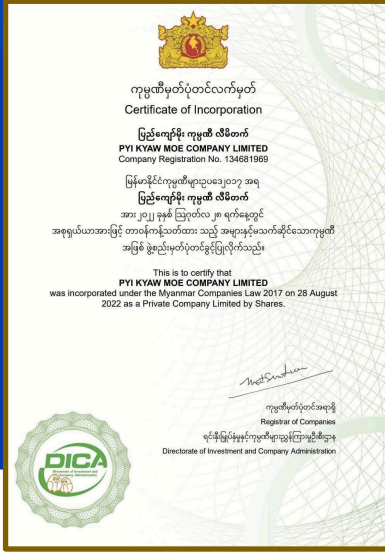 ကုမ္ပဏီမှတ်ပုံတင်လက်မှတ်
Certificate of Incorporation
ပြည်ကျော်မိုး ကုမ္ပဏီ လီမိတက်
PYI KYAW MOE COMPANY LIMITED
Company Registration No. 134681969
မြန်မာနိုင်ငံကုမ္ပဏီများဥပဒေ၂၀၁၇ အရ
ပြည်ကျော်မိုး ကုမ္ပဏီ လီမိတက်
အား ၂၀၂၂ ခုနှစ် ဩဂုတ်လ ၂၈ ရက်နေ့တွင်
အစုရှယ်ယာအားဖြင့် တာဝန်ကန့်သတ်ထား သည့် အများနှင့်မသက်ဆိုင်သောကုမ္ပဏီ
အဖြစ် ဖွဲ့စည်းမှတ်ပုံတင်ခွင့်ပြုလိုက်သည်။
This is to certify that
PYI KYAW MOE COMPANY LIMITED
was incorporated under the Myanmar Companies Law 2017 on 28 August
2022 as a Private Company Limited by Shares.
ကုမ္ပဏီမှတ်ပုံတင်အရာရှိ
Registrar of Companies
ရင်းနှီးမြှုပ်နှံမှုနှင့်ကုမ္ပဏီများညွှန်ကြားမှုဦးစီးဌာန
Directorate of Investment and Company Administration
DICA
Directorate of Investment and
Company Administration